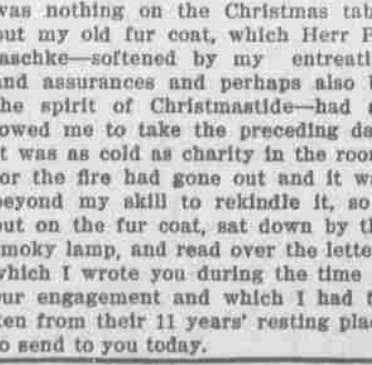 was nothing on the Christmas tab
out my old fur coat, which Herr P
aschke—softened by my entreati
and assurances and perhaps also b
the spirit of Christmastide—had a
owed me to take the preceding da
t was as cold as charity in the roor
or the fire had gone out and it wa
beyond my skill to rekindle it, so
out on the fur coat, sat down by th
moky lamp, and read over the lette
which I wrote you during the time
our engagement and which I had t
ken from their 11 years' resting plac
o send to you today.